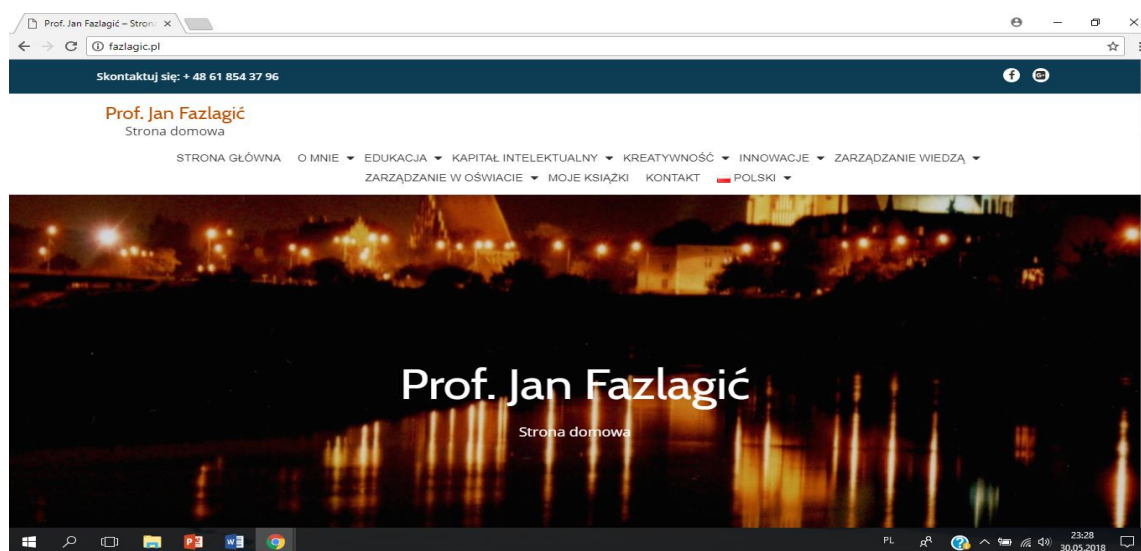 Prof. Jan Fazlagić – Stron
fazlagic.pl
Skontaktuj się: + 48 61 854 37 96
Prof. Jan Fazlagić
Strona domowa
STRONA GŁÓWNA O MNIE EDUKACJA KAPITAŁ INTELEKTUALNY KREATYWNOŚĆ INNOWACJE ZARZĄDZANIE WIEDZĄ
ZARZĄDZANIE W OŚWIACIE MOJE KSIĄŻKI KONTAKT POLSKI
Prof. Jan Fazlagić
Strona domowa
PL
23:28
30.05.2018